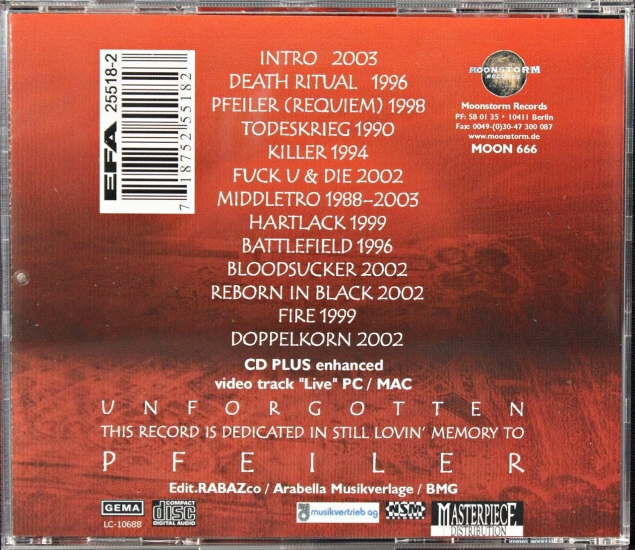 INTRO 2003
DEATH RITUAL 1996
PFEILER (REQUIEM) 1998
TODESKRIEG 1990
KILLER 1994
FUCK U & DIE 2002
MIDDLETRO 1988–2003
HARTLACK 1999
BATTLEFIELD 1996
BLOODSUCKER 2002
REBORN IN BLACK 2002
FIRE 1999
DOPPELKORN 2002
CD PLUS enhanced
video track "Live" PC / MAC
UNFORGOTTEN
THIS RECORD IS DEDICATED IN STILL LOVIN' MEMORY TO
PFEILER
Edit.RABAZco / Arabella Musikverlage / BMG
EFA 25518-2
7 18752 55182
MOONSTORM
RECORDS
Moonstorm Records
PF: 58 01 35 • 10411 Berlin
Fax: 0049-(0)30-47 300 087
www.moonstorm.de
MOON 666
GEMA
LC-10688
COMPACT
disc
DIGITAL AUDIO
musikvertrieb ag
MASTERPIECE
DISTRIBUTION